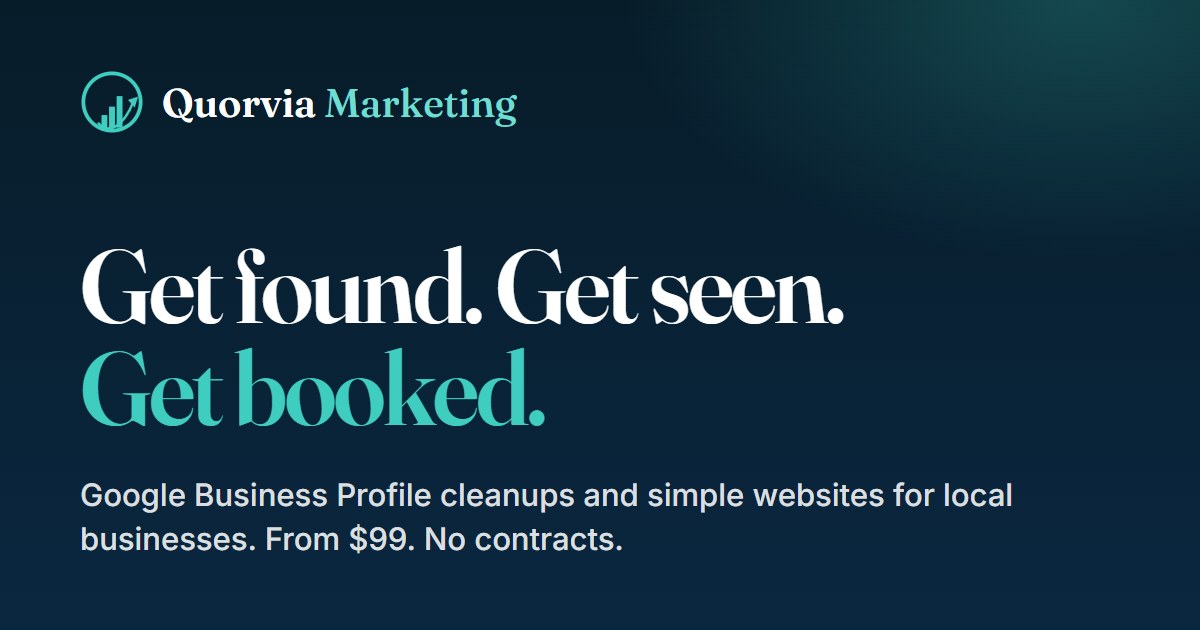 Quorvia Marketing
Get found. Get seen.
Get booked.
Google Business Profile cleanups and simple websites for local
businesses. From $99. No contracts.